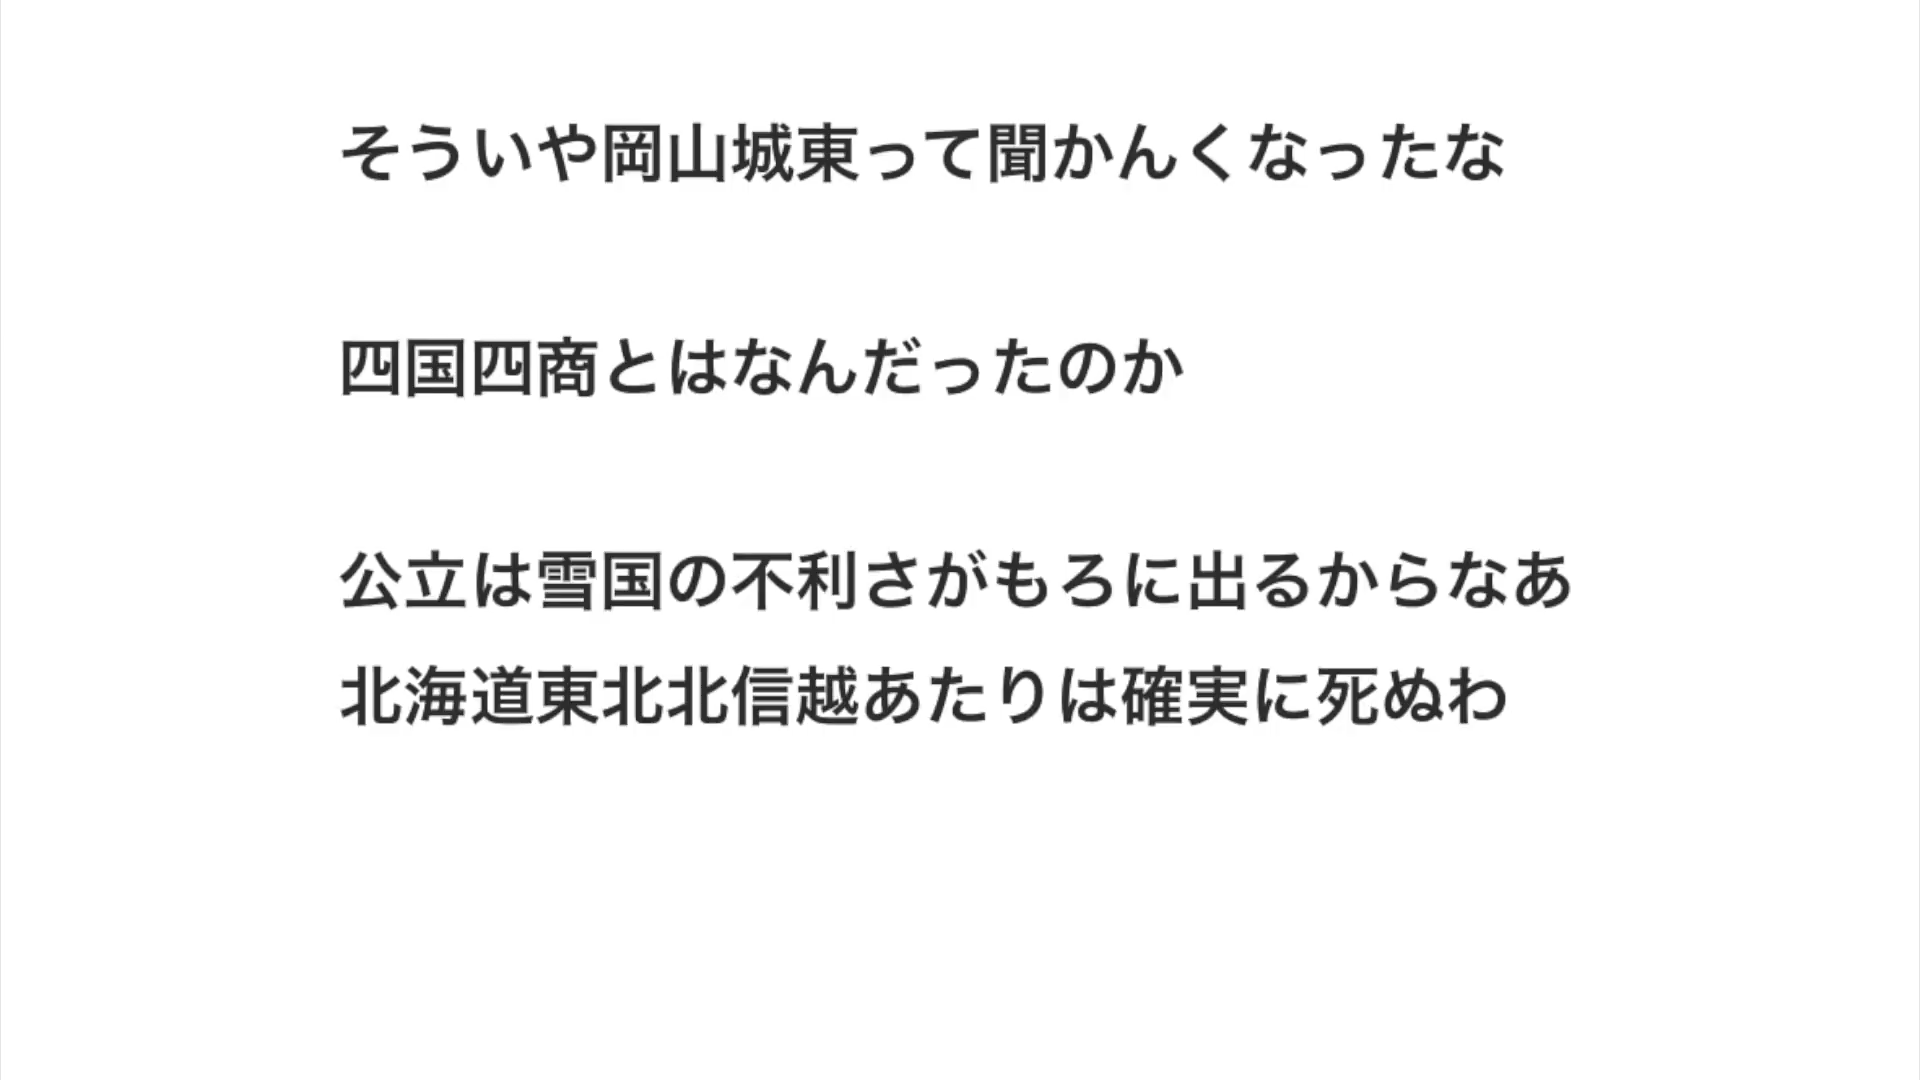 そういや岡山城東って聞かんくなったな
四国四商とはなんだったのか
公立は雪国の不利さがもろに出るからなあ
北海道東北北信越あたりは確実に死ぬわ